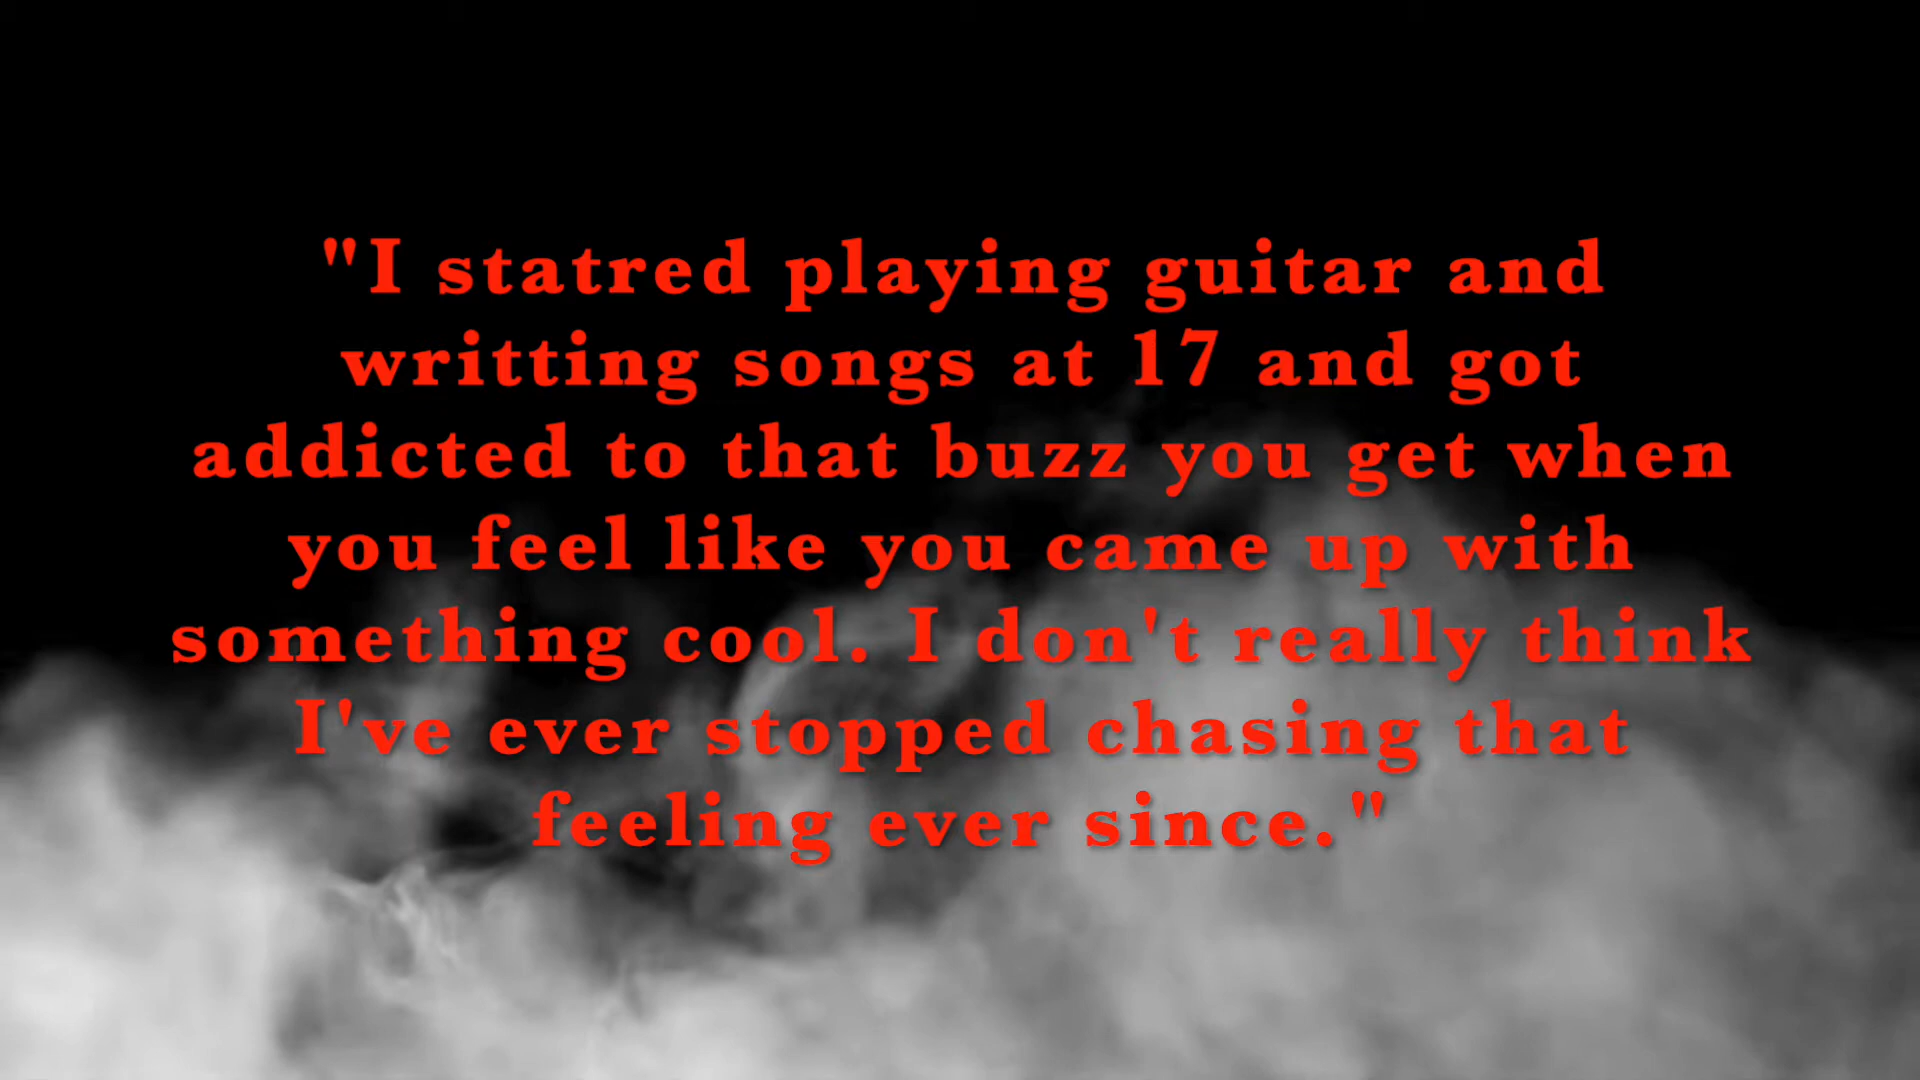 "I statred playing guitar and
writting songs at 17 and got
addicted to that buzz you get when
you feel like you came up with
something cool. I don't really think
I've ever stopped chasing that
feeling ever since."